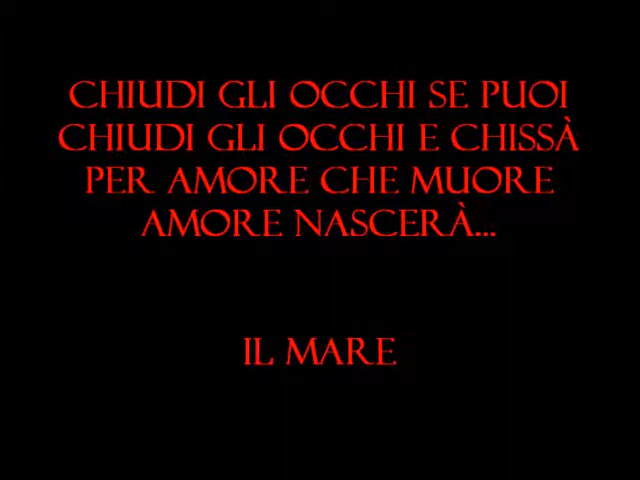 CHIUDI GLI OCCHI SE PUOI
CHIUDI GLI OCCHI E CHISSÀ
PER AMORE CHE MUORE
AMORE NASCERÀ...
IL MARE